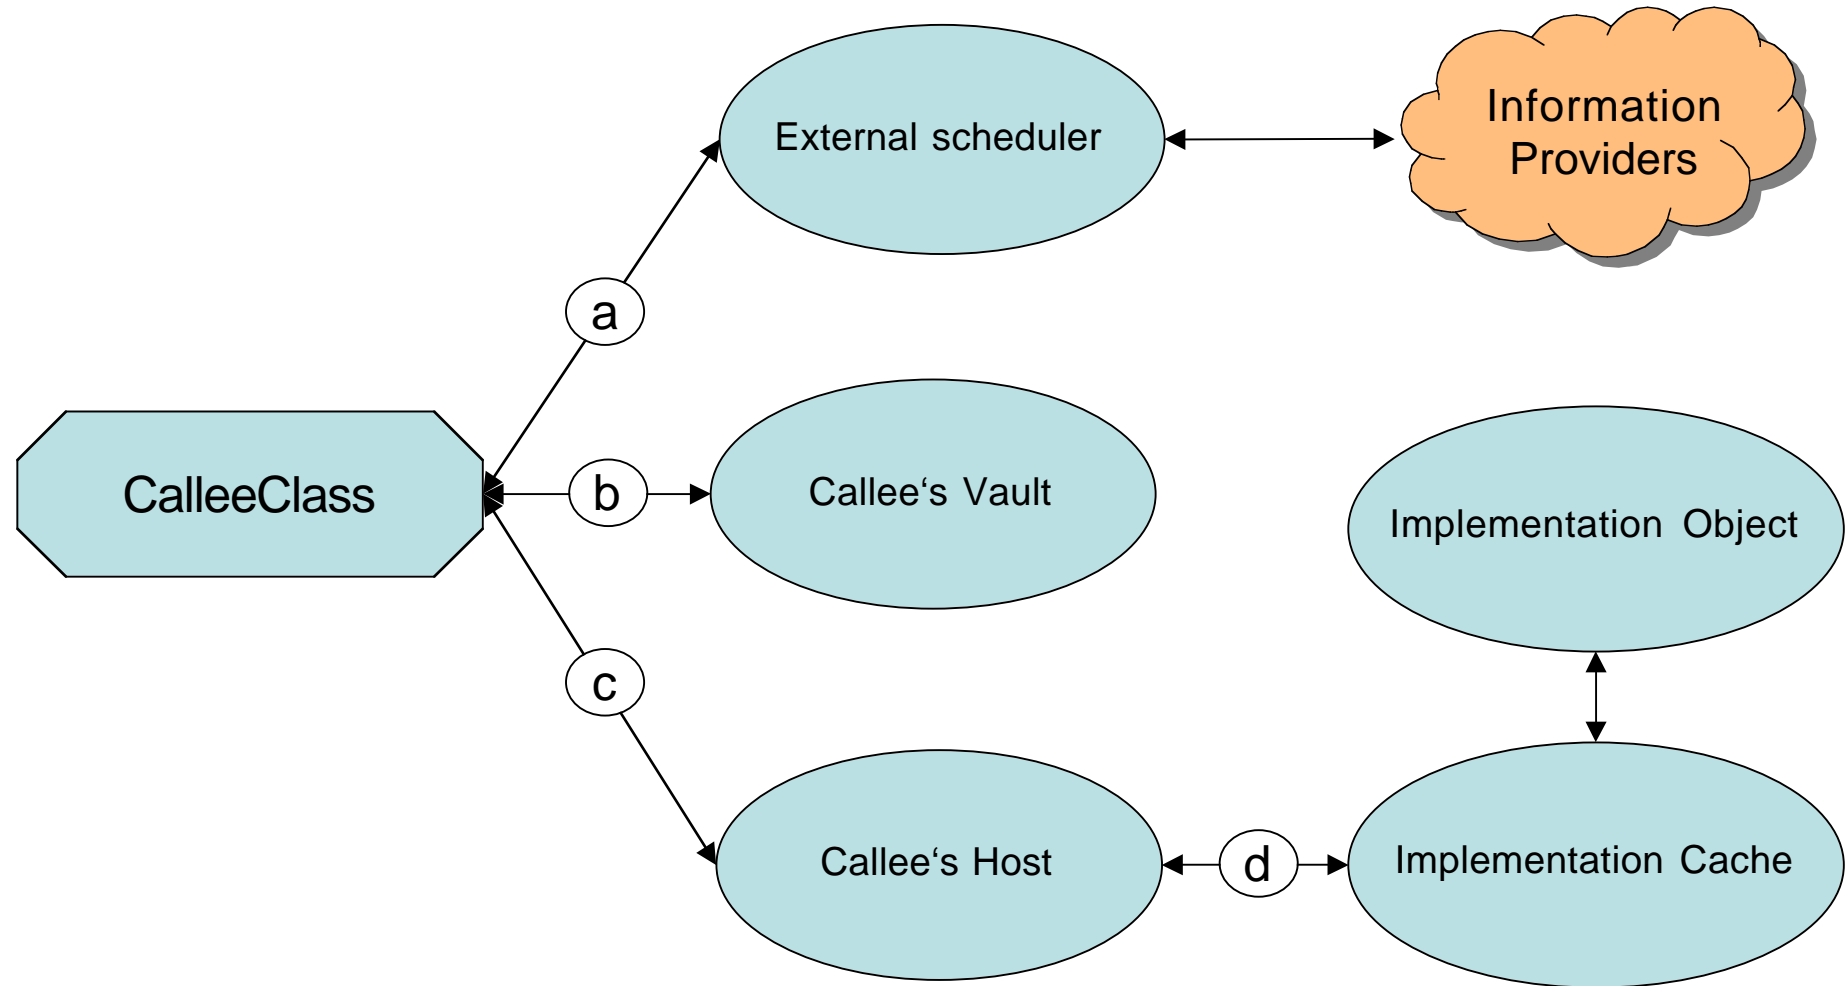 External scheduler
Information
Providers
a
CalleeClass
b
Callee‘s Vault
Implementation Object
c
Callee‘s Host
d
Implementation Cache